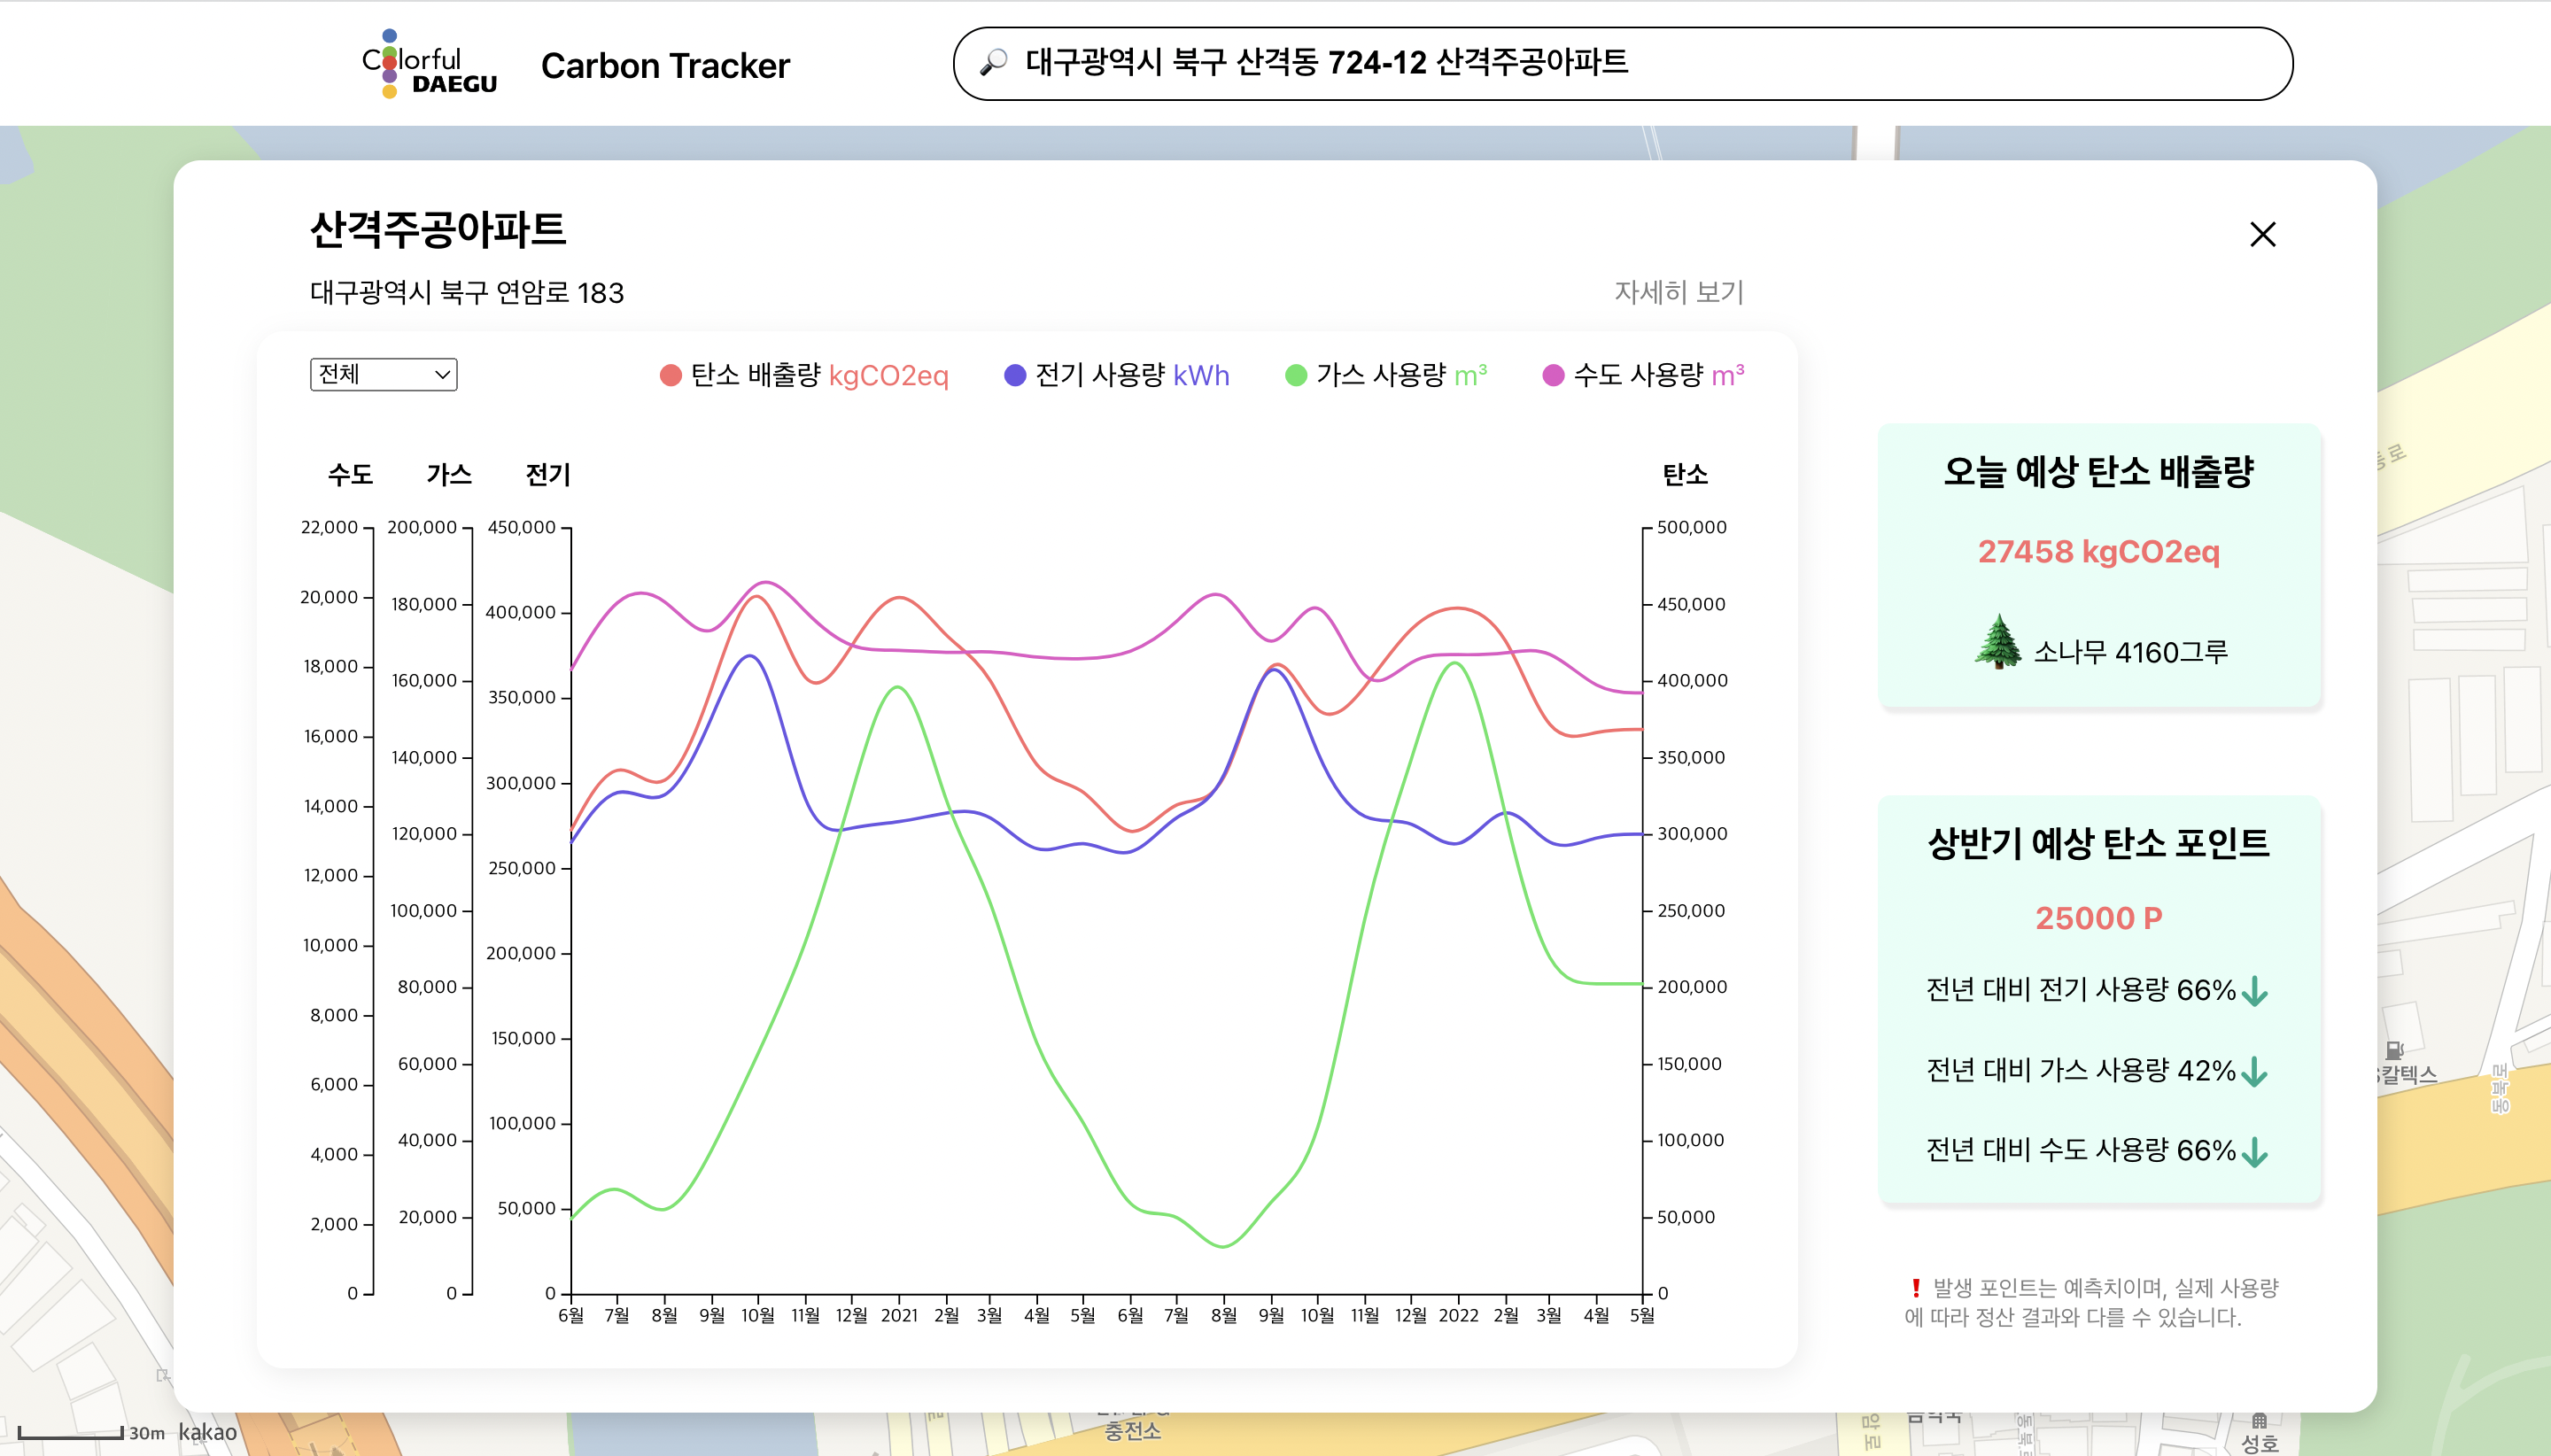 Colorful DAEGU
Carbon Tracker
대구광역시 북구 산격동 724-12 산격주공아파트
산격주공아파트
대구광역시 북구 연암로 183
자세히 보기
전체
탄소 배출량 kgCO2eq
전기 사용량 kWh
가스 사용량 m³
수도 사용량 m³
수도 가스 전기 탄소
22,000 200,000 450,000 500,000
20,000 180,000 400,000 450,000
18,000 160,000 350,000 400,000
16,000 140,000 300,000 350,000
14,000 120,000 250,000 300,000
12,000 100,000 200,000 250,000
10,000 80,000 150,000 200,000
8,000 60,000 100,000 150,000
6,000 40,000 50,000 100,000
4,000 20,000 0 50,000
2,000 0 0
0
6월 7월 8월 9월 10월 11월 12월 2021 2월 3월 4월 5월 6월 7월 8월 9월 10월 11월 12월 2022 2월 3월 4월 5월
오늘 예상 탄소 배출량
27458 kgCO2eq
소나무 4160그루
상반기 예상 탄소 포인트
25000 P
전년 대비 전기 사용량 66%
전년 대비 가스 사용량 42%
전년 대비 수도 사용량 66%
발생 포인트는 예측치이며, 실제 사용량
에 따라 정산 결과와 다를 수 있습니다.
칼텍스
30m kakao
충전소
성호